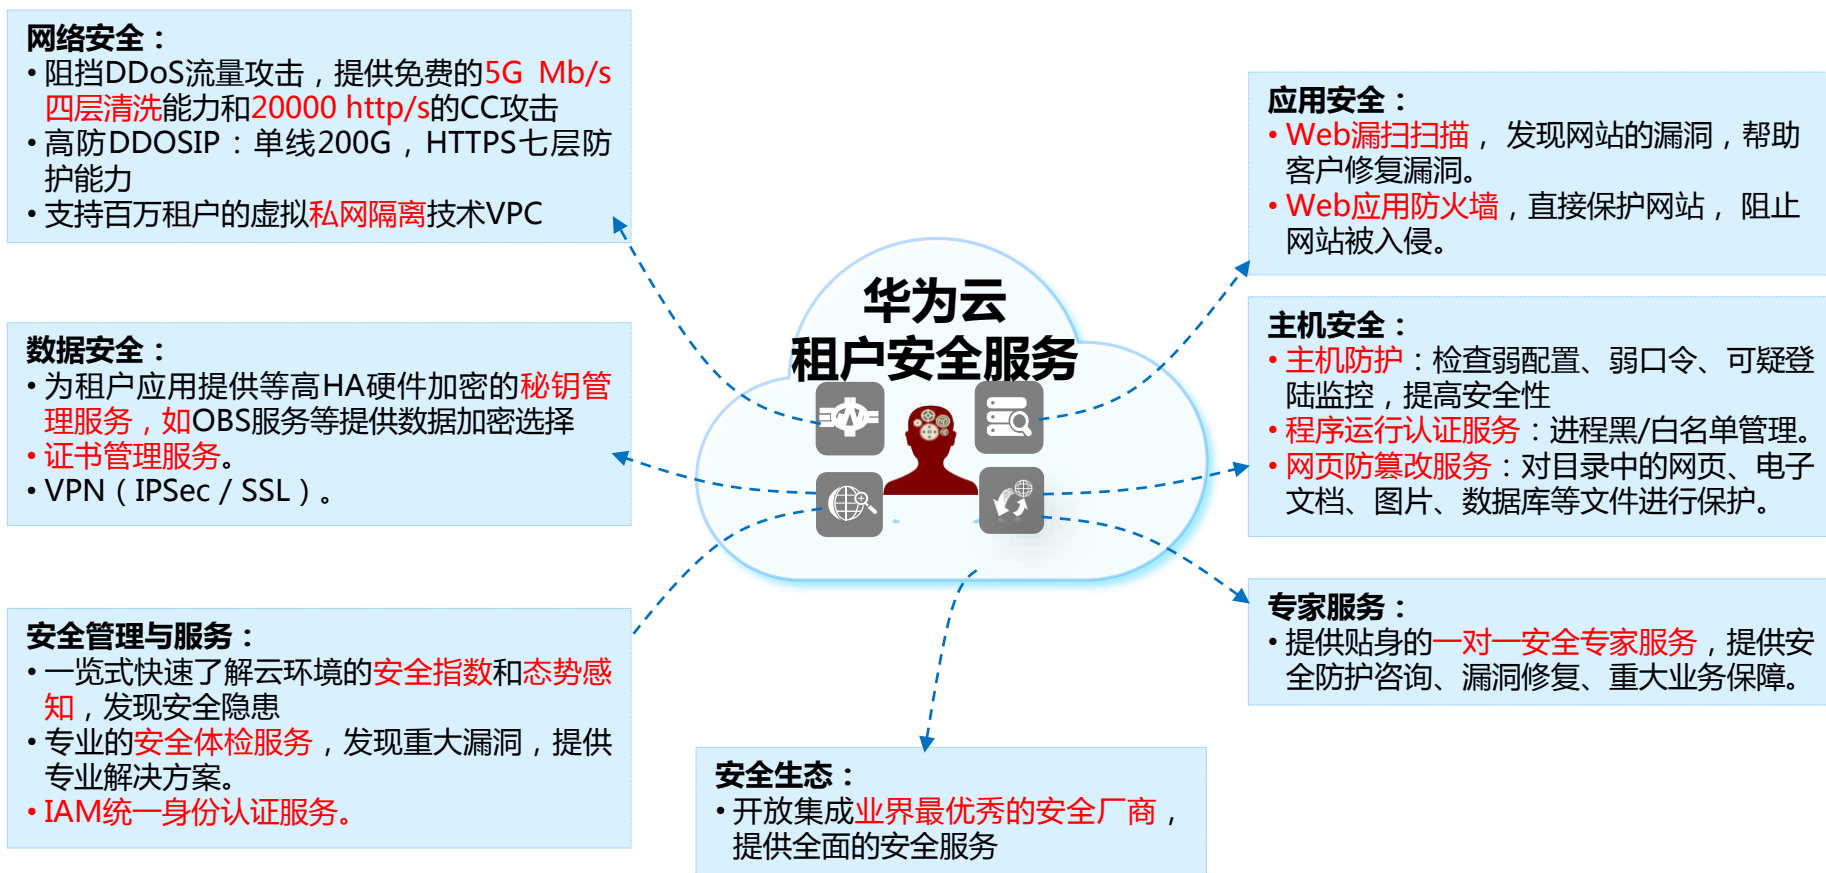 网络安全：
• 阻挡DDoS流量攻击，提供免费的5G Mb/s
四层清洗能力和20000 http/s的CC攻击
• 高防DDOSIP：单线200G，HTTPS七层防
护能力
• 支持百万租户的虚拟私网隔离技术VPC
数据安全：
• 为租户应用提供等高HA硬件加密的秘钥管
理服务，如OBS服务等提供数据加密选择
• 证书管理服务。
• VPN（IPSec / SSL）。
安全管理与服务：
• 一览式快速了解云环境的安全指数和态势感
知，发现安全隐患
• 专业的安全体检服务，发现重大漏洞，提供
专业解决方案。
• IAM统一身份认证服务。
华为云
租户安全服务
安全生态：
• 开放集成业界最优秀的安全厂商，
提供全面的安全服务
应用安全：
• Web漏扫扫描， 发现网站的漏洞，帮助
客户修复漏洞。
• Web应用防火墙，直接保护网站， 阻止
网站被入侵。
主机安全：
• 主机防护：检查弱配置、弱口令、可疑登
陆监控，提高安全性
• 程序运行认证服务：进程黑/白名单管理。
• 网页防篡改服务：对目录中的网页、电子
文档、图片、数据库等文件进行保护。
专家服务：
• 提供贴身的一对一安全专家服务，提供安
全防护咨询、漏洞修复、重大业务保障。